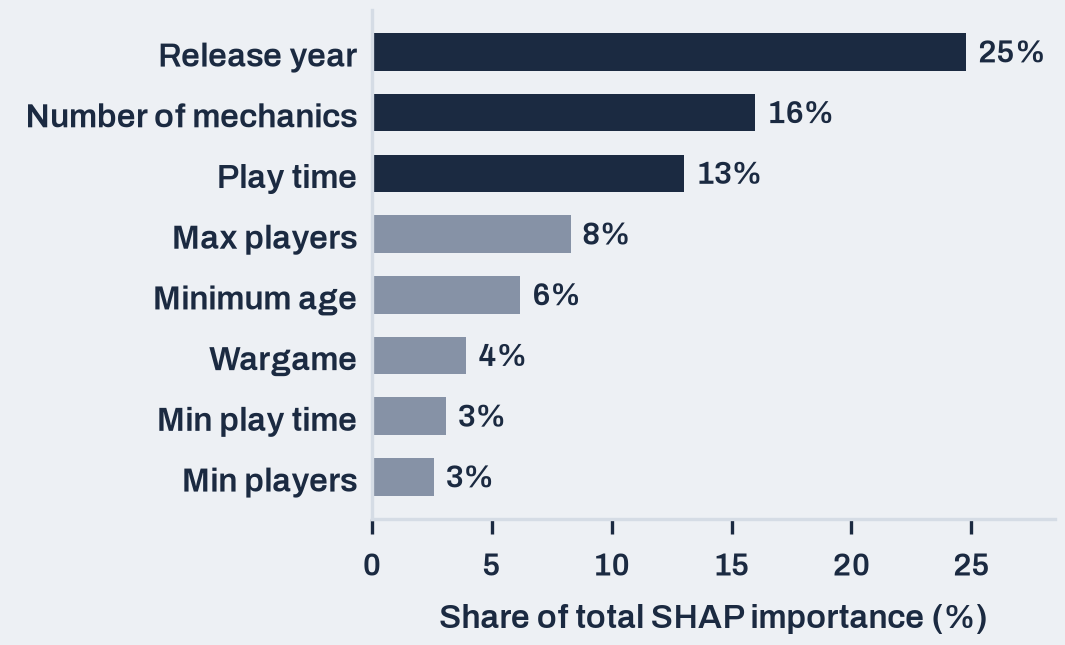 Release year 25%
Number of mechanics 16%
Play time 13%
Max players 8%
Minimum age 6%
Wargame 4%
Min play time 3%
Min players 3%
0 5 10 15 20 25
Share of total SHAP importance (%)